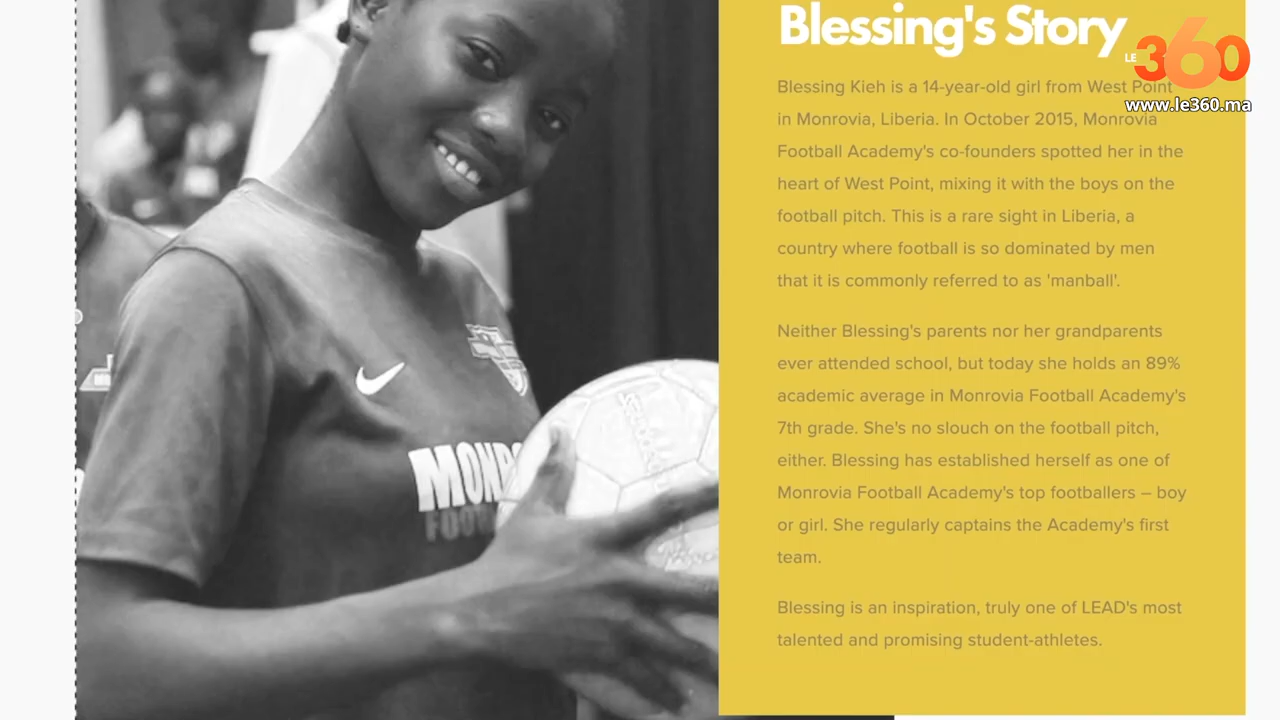 Blessing's Story
LE 360
www.le360.ma
Blessing Kieh is a 14-year-old girl from West Point
in Monrovia, Liberia. In October 2015, Monrovia
Football Academy's co-founders spotted her in the
heart of West Point, mixing it with the boys on the
football pitch. This is a rare sight in Liberia, a
country where football is so dominated by men
that it is commonly referred to as 'manball'.
Neither Blessing's parents nor her grandparents
ever attended school, but today she holds an 89%
academic average in Monrovia Football Academy's
7th grade. She's no slouch on the football pitch,
either. Blessing has established herself as one of
Monrovia Football Academy's top footballers – boy
or girl. She regularly captains the Academy's first
team.
Blessing is an inspiration, truly one of LEAD's most
talented and promising student-athletes.